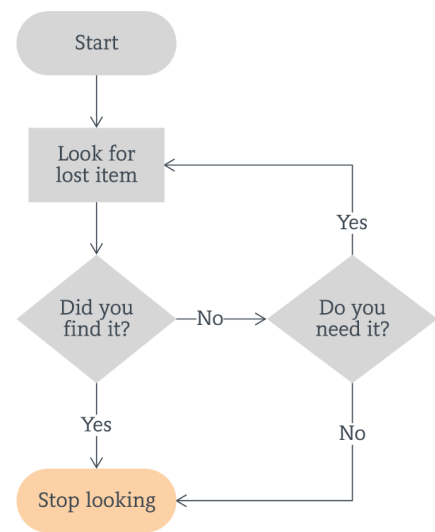 Start
Look for
lost item
Did you
find it?
No
Do you
need it?
Yes
Yes
No
Stop looking